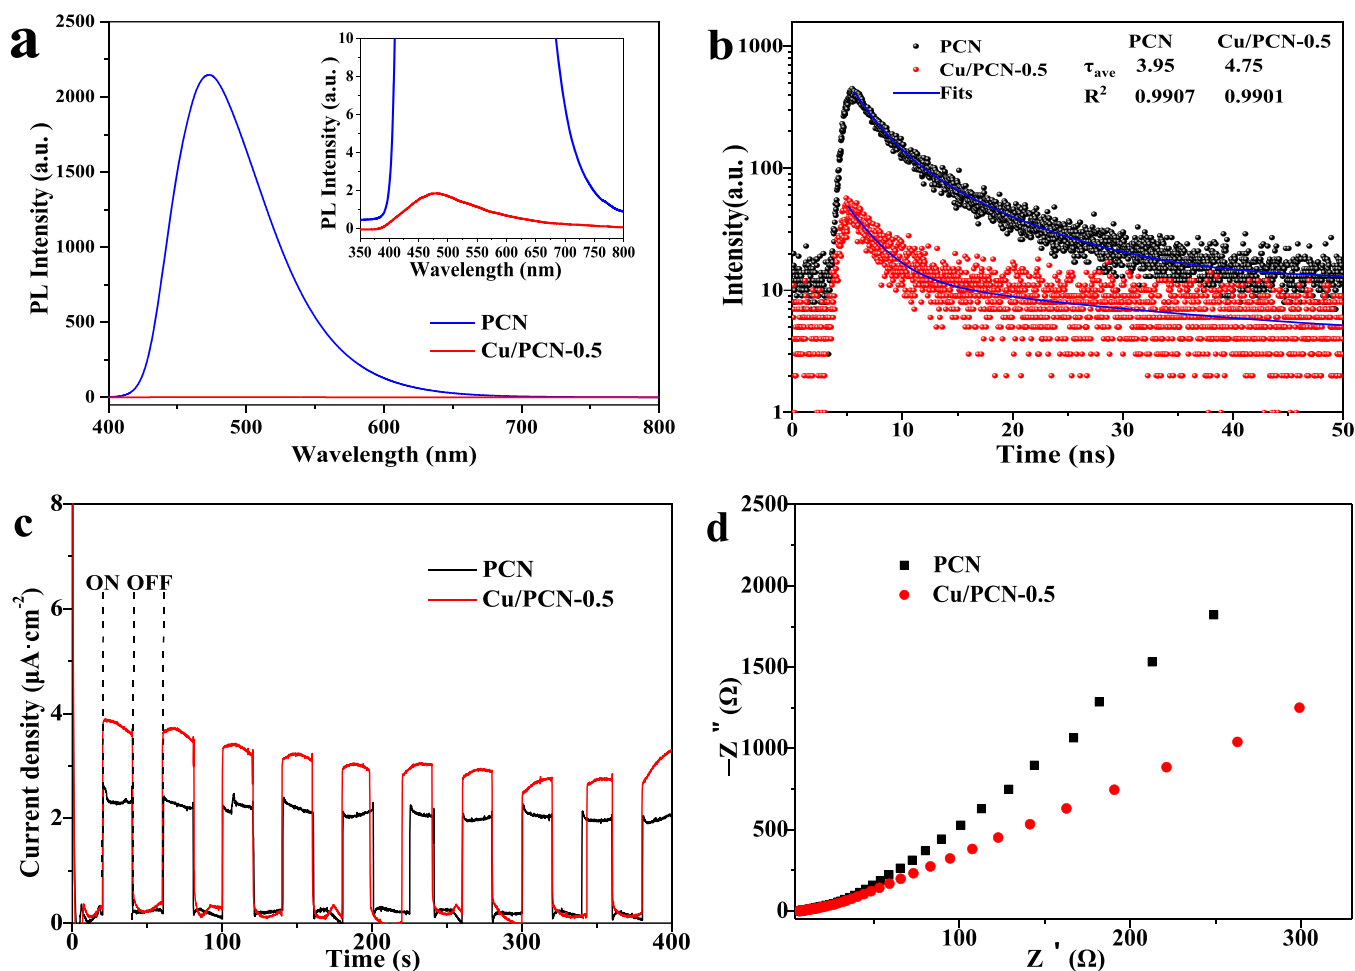 a
2500
2000
1500
1250
1000
500
250
0
PL Intensity (a.u. )
400 500 600 700 800
Wavelength (nm)
PCN
Cu/PCN-0.5
10
8
6
4
2
0
PL Intensity (a.u.)
350 400 450 500 550 600 650 700 750 800
Wavelength (nm)
b
1000
100
10
1
Intensity(a.u.)
0 10 20 30 40 50
Time (ns)
PCN
Cu/PCN-0.5
Fits
PCN Cu/PCN-0.5
τave 3.95 4.75
R² 0.9907 0.9901
c
8
6
4
2
0
Current density (μA·cm⁻²)
ON OFF
PCN
Cu/PCN-0.5
0 100 200 300 400
Time (s)
d
2500
2000
1500
1000
500
0
−Z" (Ω)
PCN
Cu/PCN-0.5
100 200 300
Z ' (Ω)